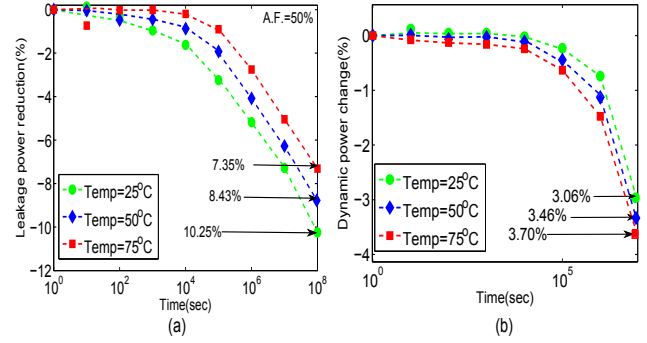 A.F.=50%
Leakage power reduction(%)
0
−2
−4
−6
−8
−10
−12
7.35%
8.43%
10.25%
Temp=25°C
Temp=50°C
Temp=75°C
10^0
10^2
10^4
10^6
10^8
Time(sec)
(a)
Dynamic power change(%)
0
−1
−2
−3
−4
3.06%
3.46%
3.70%
Temp=25°C
Temp=50°C
Temp=75°C
10^0
10^5
Time(sec)
(b)